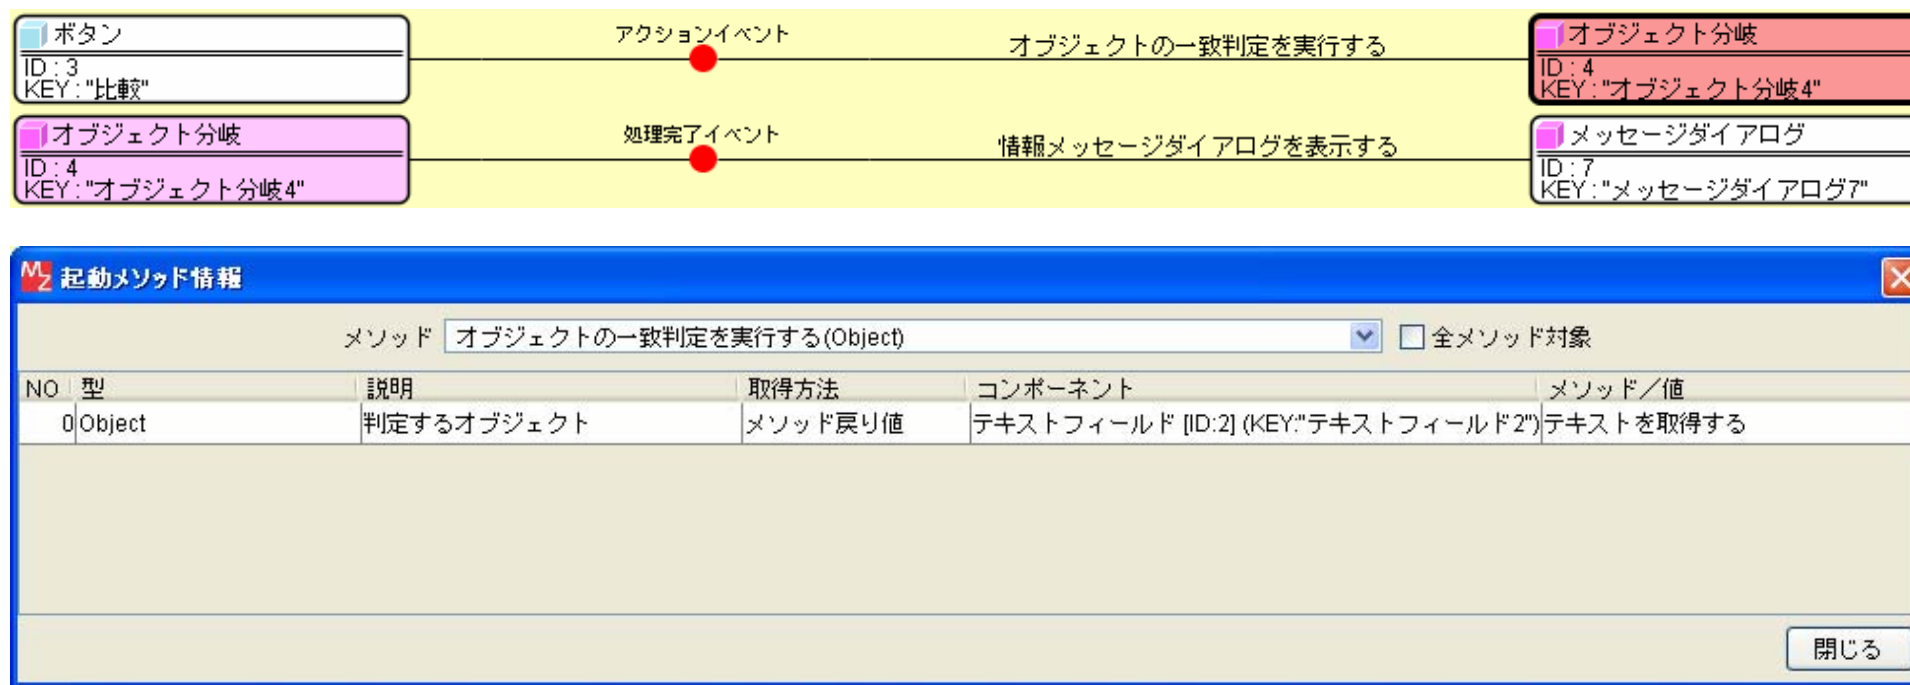 ボタン
ID : 3
KEY : "比較"
アクションイベント
オブジェクトの一致判定を実行する
オブジェクト分岐
ID : 4
KEY : "オブジェクト分岐4"
オブジェクト分岐
ID : 4
KEY : "オブジェクト分岐4"
処理完了イベント
情報メッセージダイアログを表示する
メッセージダイアログ
ID : 7
KEY : "メッセージダイアログ7"
MZ 起動メソッド情報
メソッド オブジェクトの一致判定を実行する(Object) 全メソッド対象
NO 型 説明 取得方法 コンポーネント メソッド／値
0 Object 判定するオブジェクト メソッド戻り値 テキストフィールド [ID:2] (KEY:"テキストフィールド2") テキストを取得する
閉じる